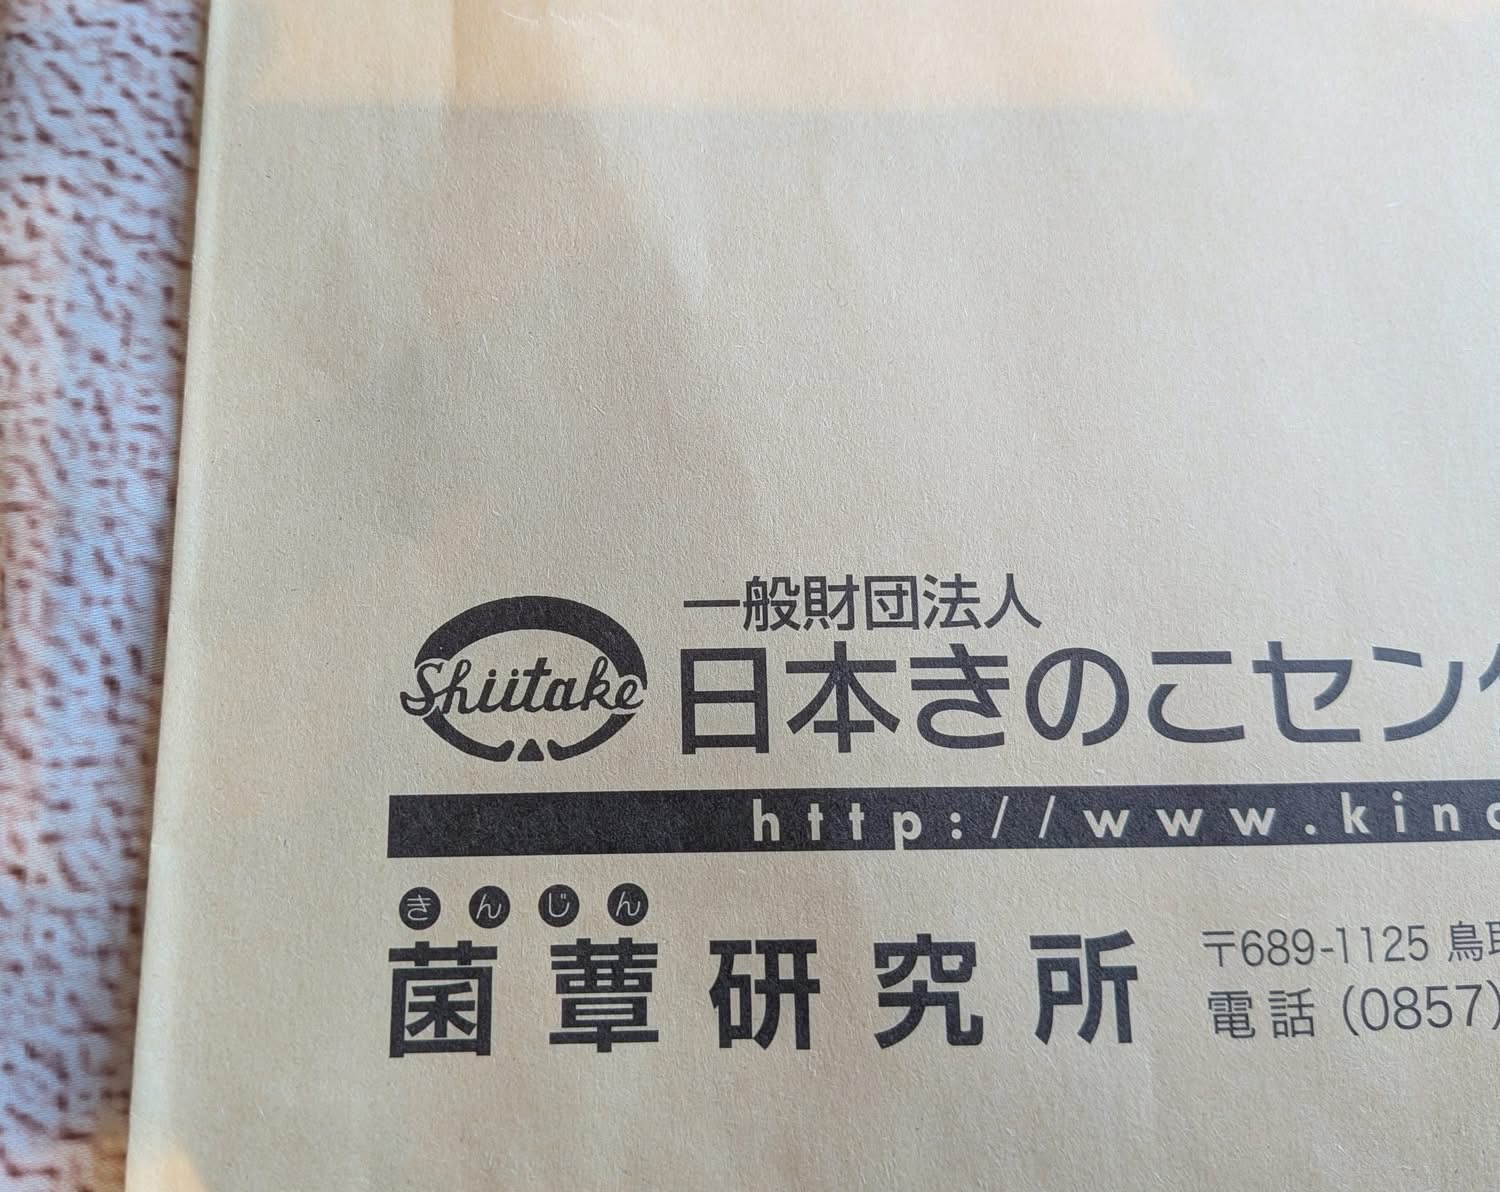 一般財団法人
Shiitake 日本きのこセン
http://www.kino
きんじん
菌蕈研究所
〒689-1125 鳥
電話 (0857)